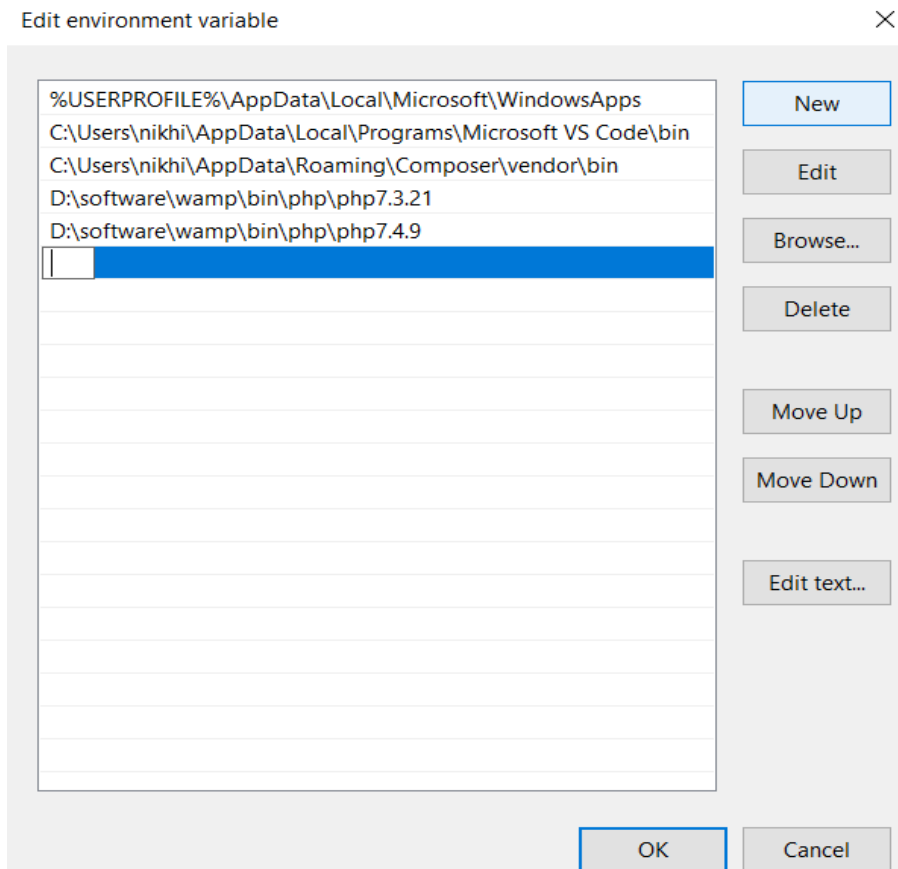 Edit environment variable
%USERPROFILE%\AppData\Local\Microsoft\WindowsApps
C:\Users\nikhi\AppData\Local\Programs\Microsoft VS Code\bin
C:\Users\nikhi\AppData\Roaming\Composer\vendor\bin
D:\software\wamp\bin\php\php7.3.21
D:\software\wamp\bin\php\php7.4.9
New
Edit
Browse...
Delete
Move Up
Move Down
Edit text...
OK
Cancel